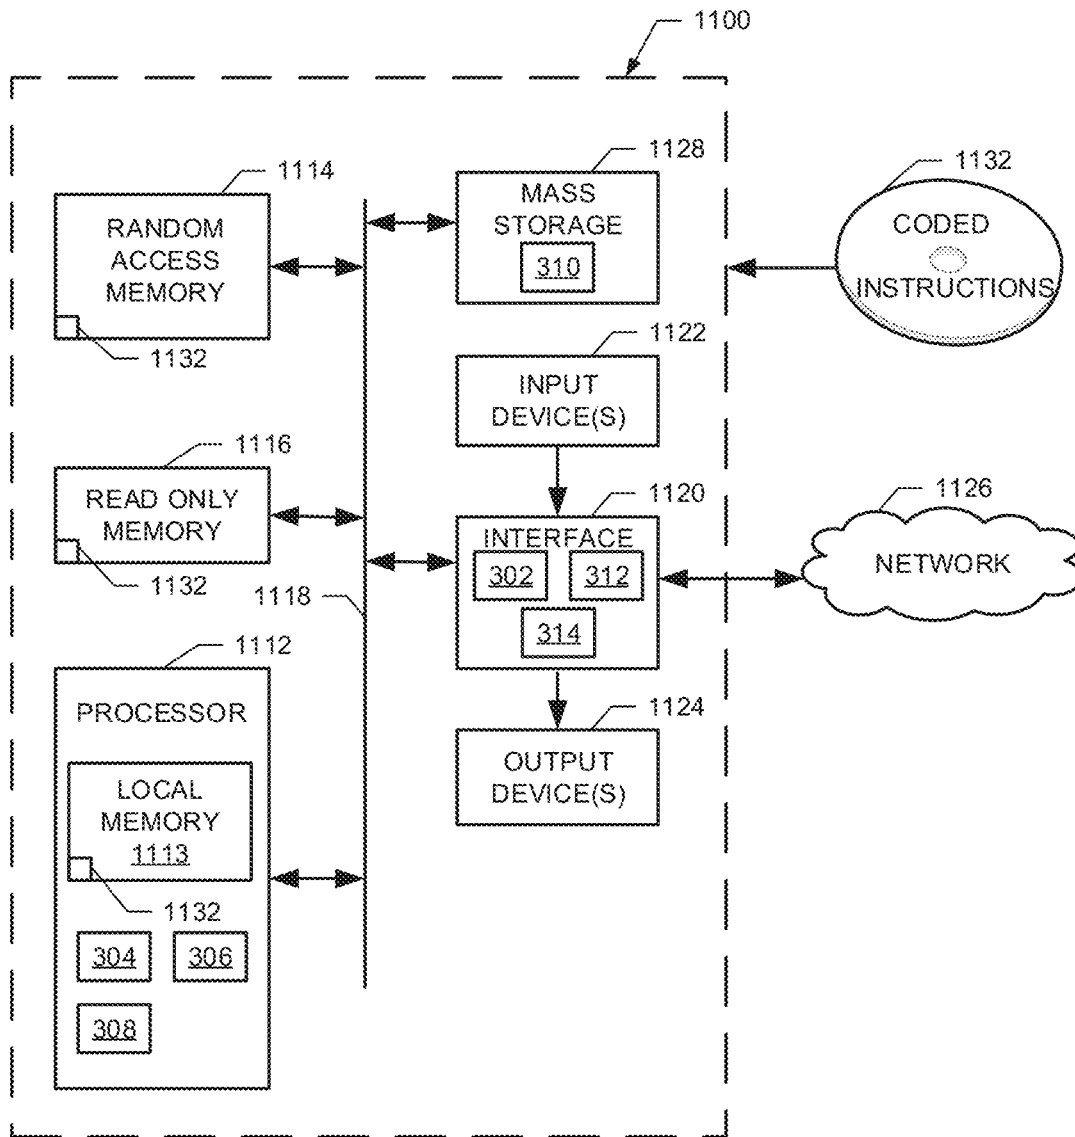 1100
1114
RANDOM
ACCESS
MEMORY
1132
1128
MASS
STORAGE
310
1132
CODED
INSTRUCTIONS
1122
INPUT
DEVICE(S)
1116
READ ONLY
MEMORY
1132
1118
1120
INTERFACE
302 312
314
1126
NETWORK
1112
PROCESSOR
LOCAL
MEMORY
1113
1132
304 306
308
1124
OUTPUT
DEVICE(S)